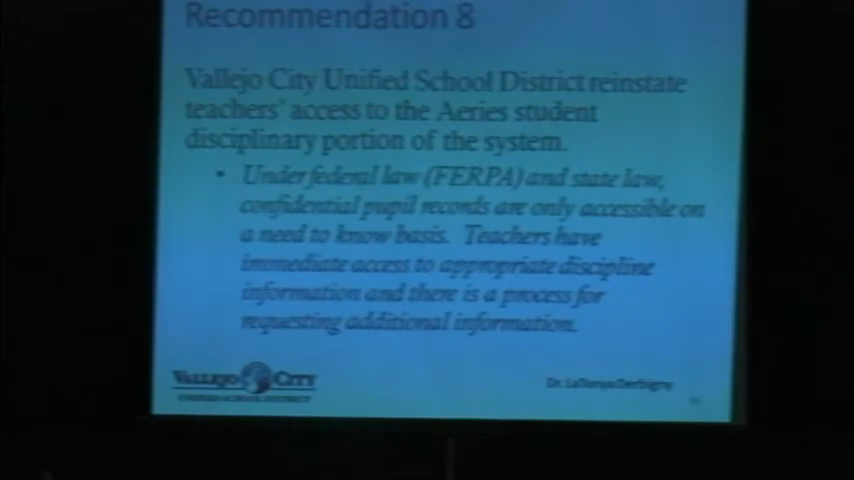 Recommendation 8
Vallejo City Unified School District reinstate
teachers' access to the Aeries student
disciplinary portion of the system.
• Under federal law (FERPA) and state law,
confidential pupil records are only accessible on
a need to know basis. Teachers have
immediate access to appropriate discipline
information and there is a process for
requesting additional information.
VALLEJO CITY
UNIFIED SCHOOL DISTRICT
Dr. LaTonya Derbigny